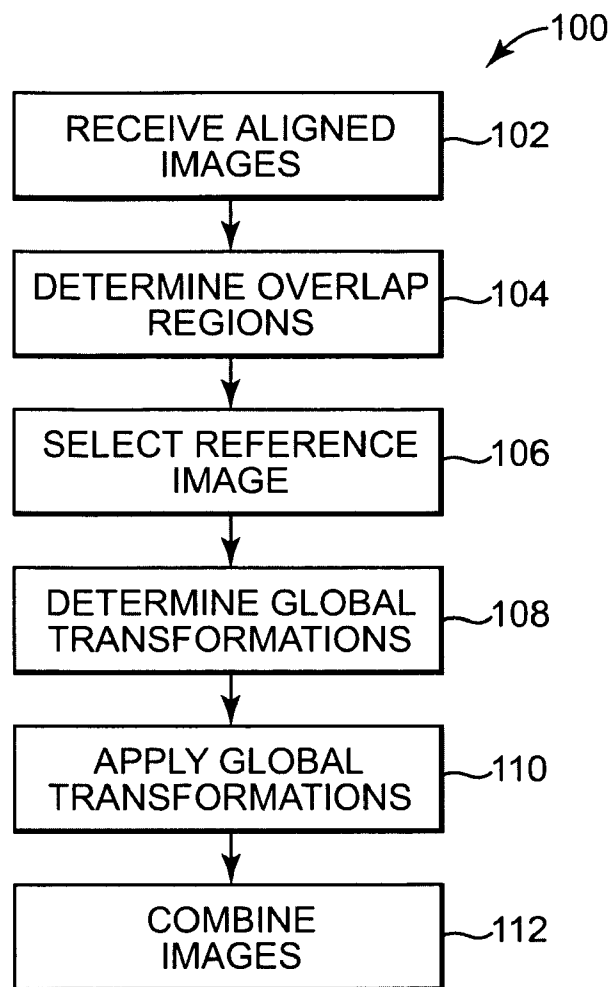 100
RECEIVE ALIGNED
IMAGES
102
DETERMINE OVERLAP
REGIONS
104
SELECT REFERENCE
IMAGE
106
DETERMINE GLOBAL
TRANSFORMATIONS
108
APPLY GLOBAL
TRANSFORMATIONS
110
COMBINE
IMAGES
112